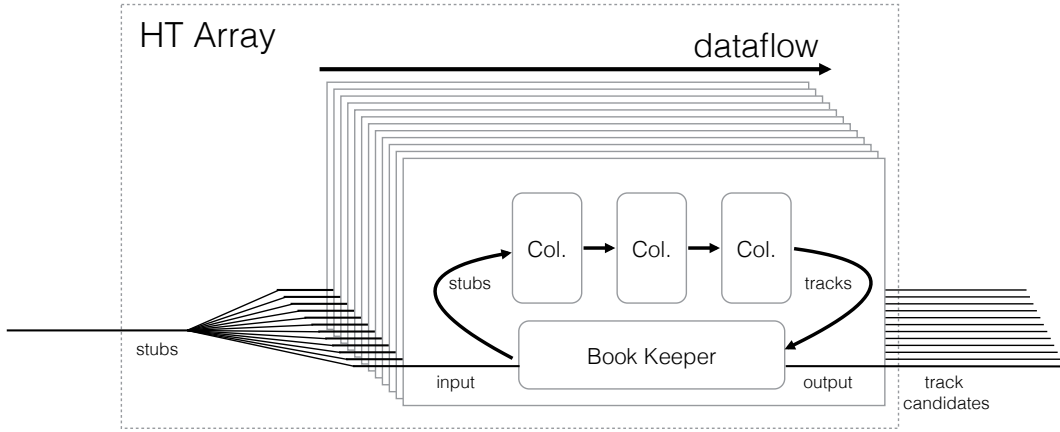 HT Array
dataflow
Col.
Col.
Col.
stubs
tracks
stubs
Book Keeper
input
output
track
candidates